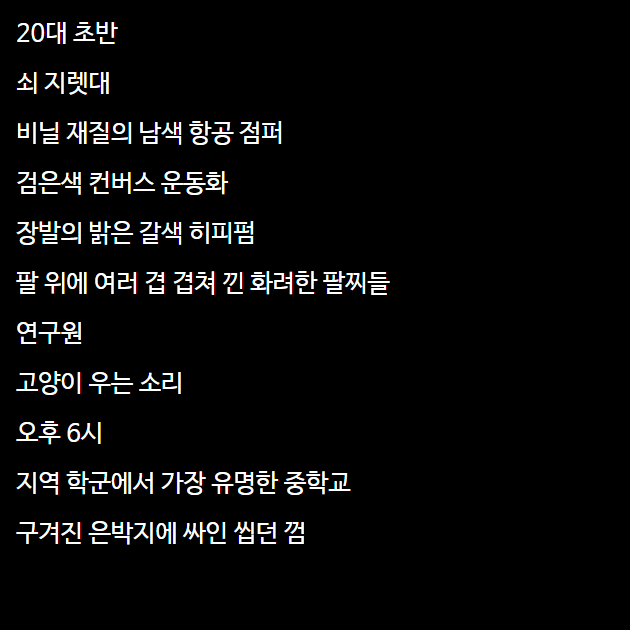 20대 초반
쇠 지렛대
비닐 재질의 남색 항공 점퍼
검은색 컨버스 운동화
장발의 밝은 갈색 히피펌
팔 위에 여러 겹 겹쳐 낀 화려한 팔찌들
연구원
고양이 우는 소리
오후 6시
지역 학군에서 가장 유명한 중학교
구겨진 은박지에 싸인 씹던 껌